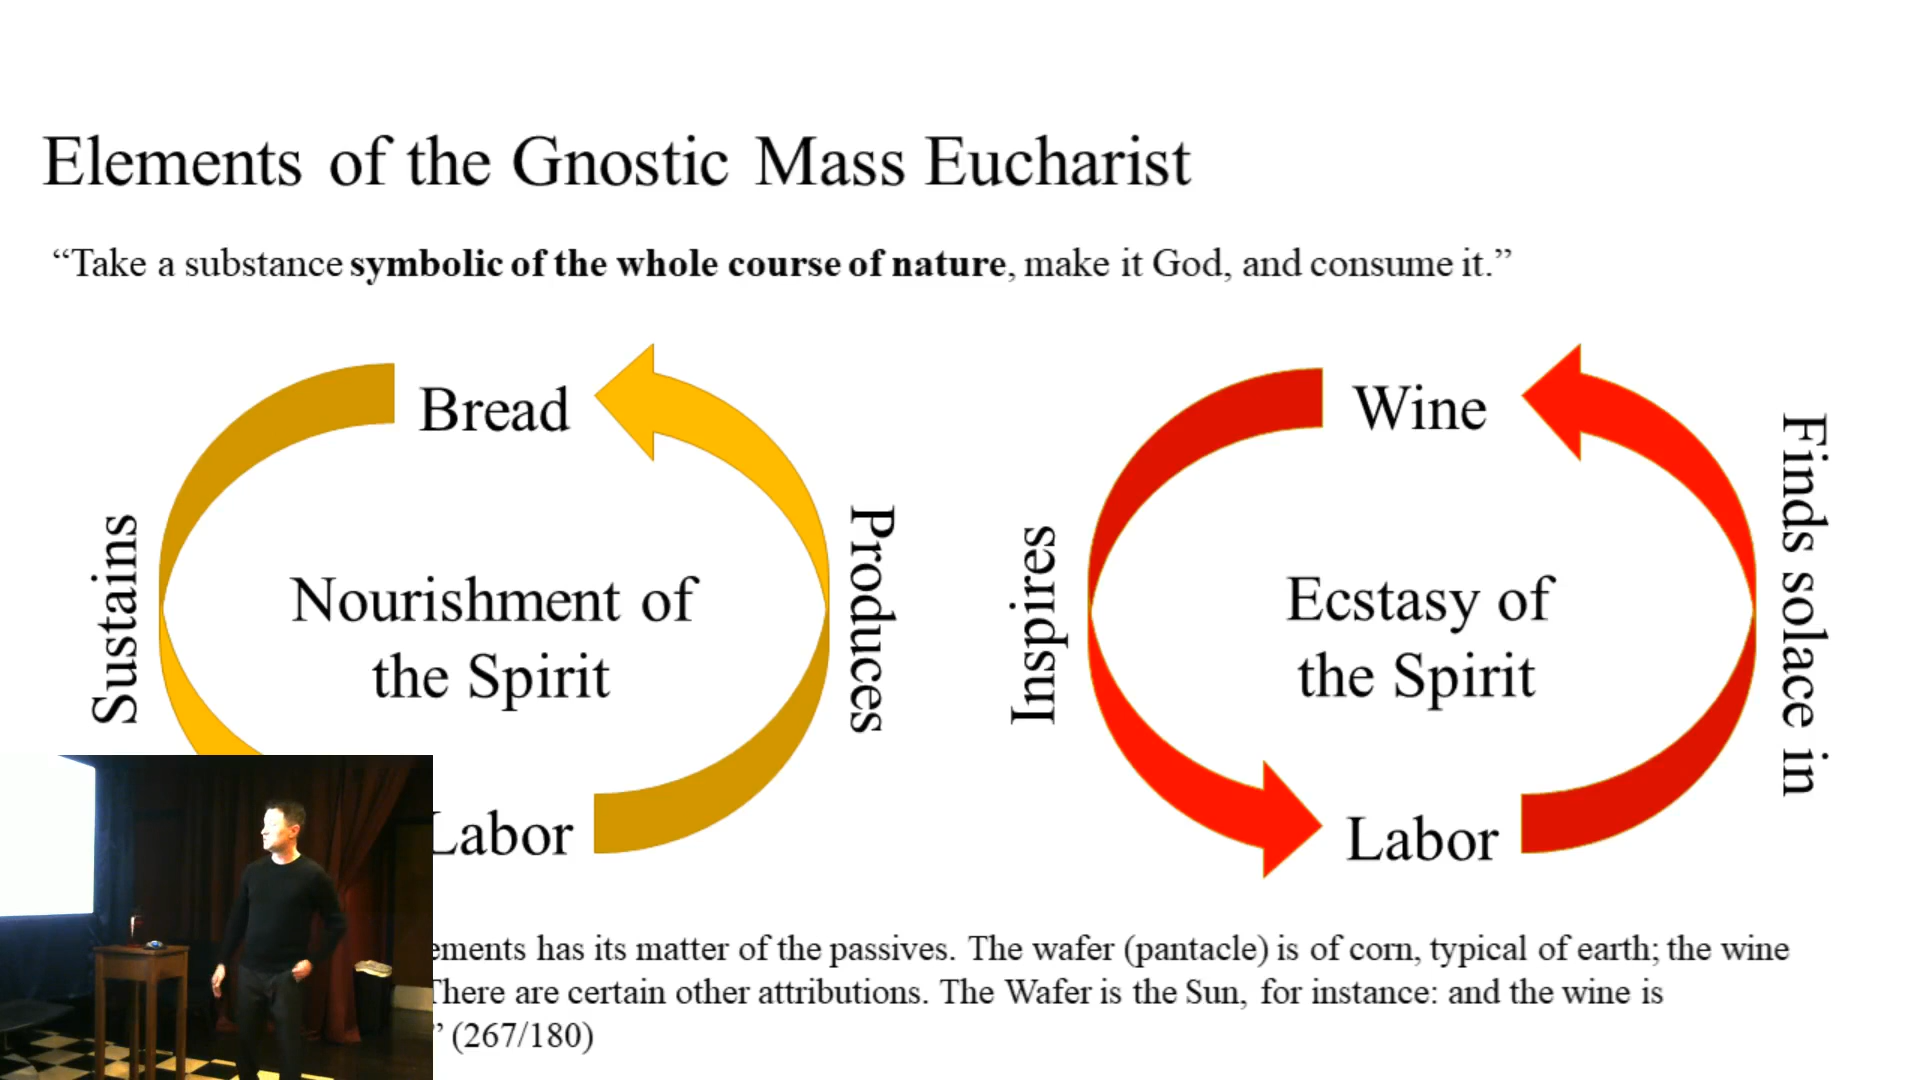 Elements of the Gnostic Mass Eucharist
“Take a substance symbolic of the whole course of nature, make it God, and consume it.”
Bread
Sustains
Nourishment of
the Spirit
Produces
Labor
Wine
Inspires
Ecstasy of
the Spirit
Finds solace in
Labor
has its matter of the passives. The wafer (pantacle) is of corn, typical of earth; the wine
There are certain other attributions. The Wafer is the Sun, for instance: and the wine is
” (267/180)